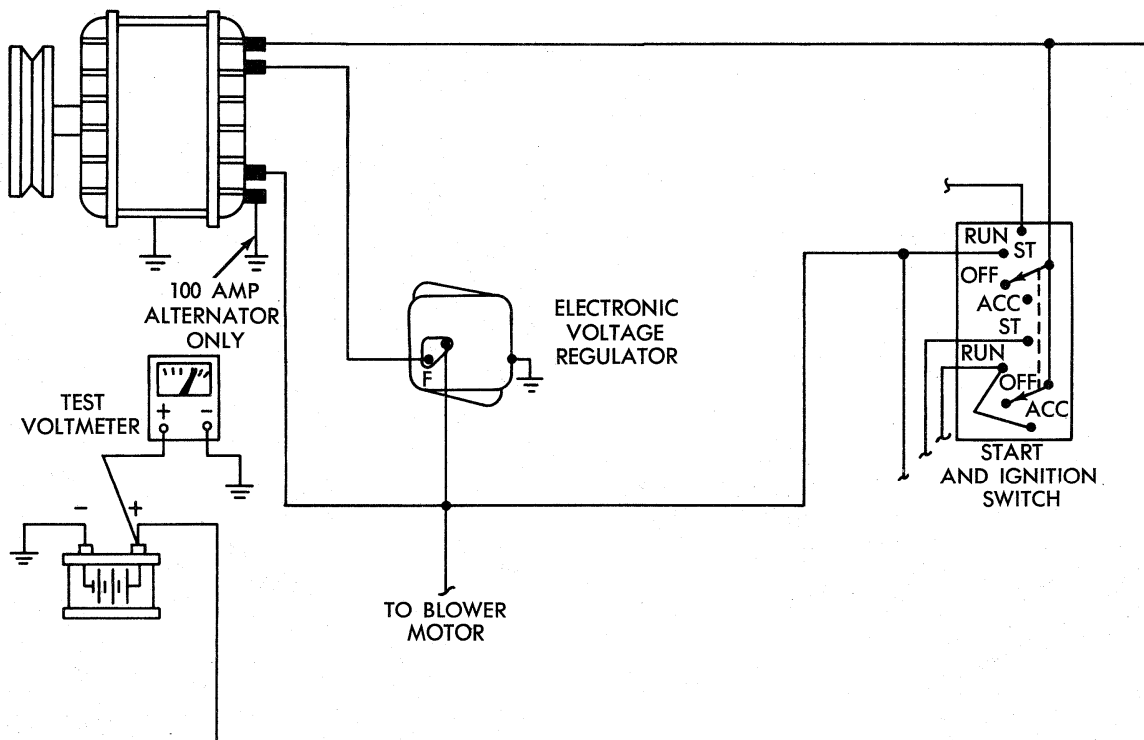 100 AMP
ALTERNATOR
ONLY
TEST
VOLTMETER
+ -
- +
F
ELECTRONIC
VOLTAGE
REGULATOR
TO BLOWER
MOTOR
RUN
ST
OFF
ACC
ST
RUN
OFF
ACC
START
AND IGNITION
SWITCH